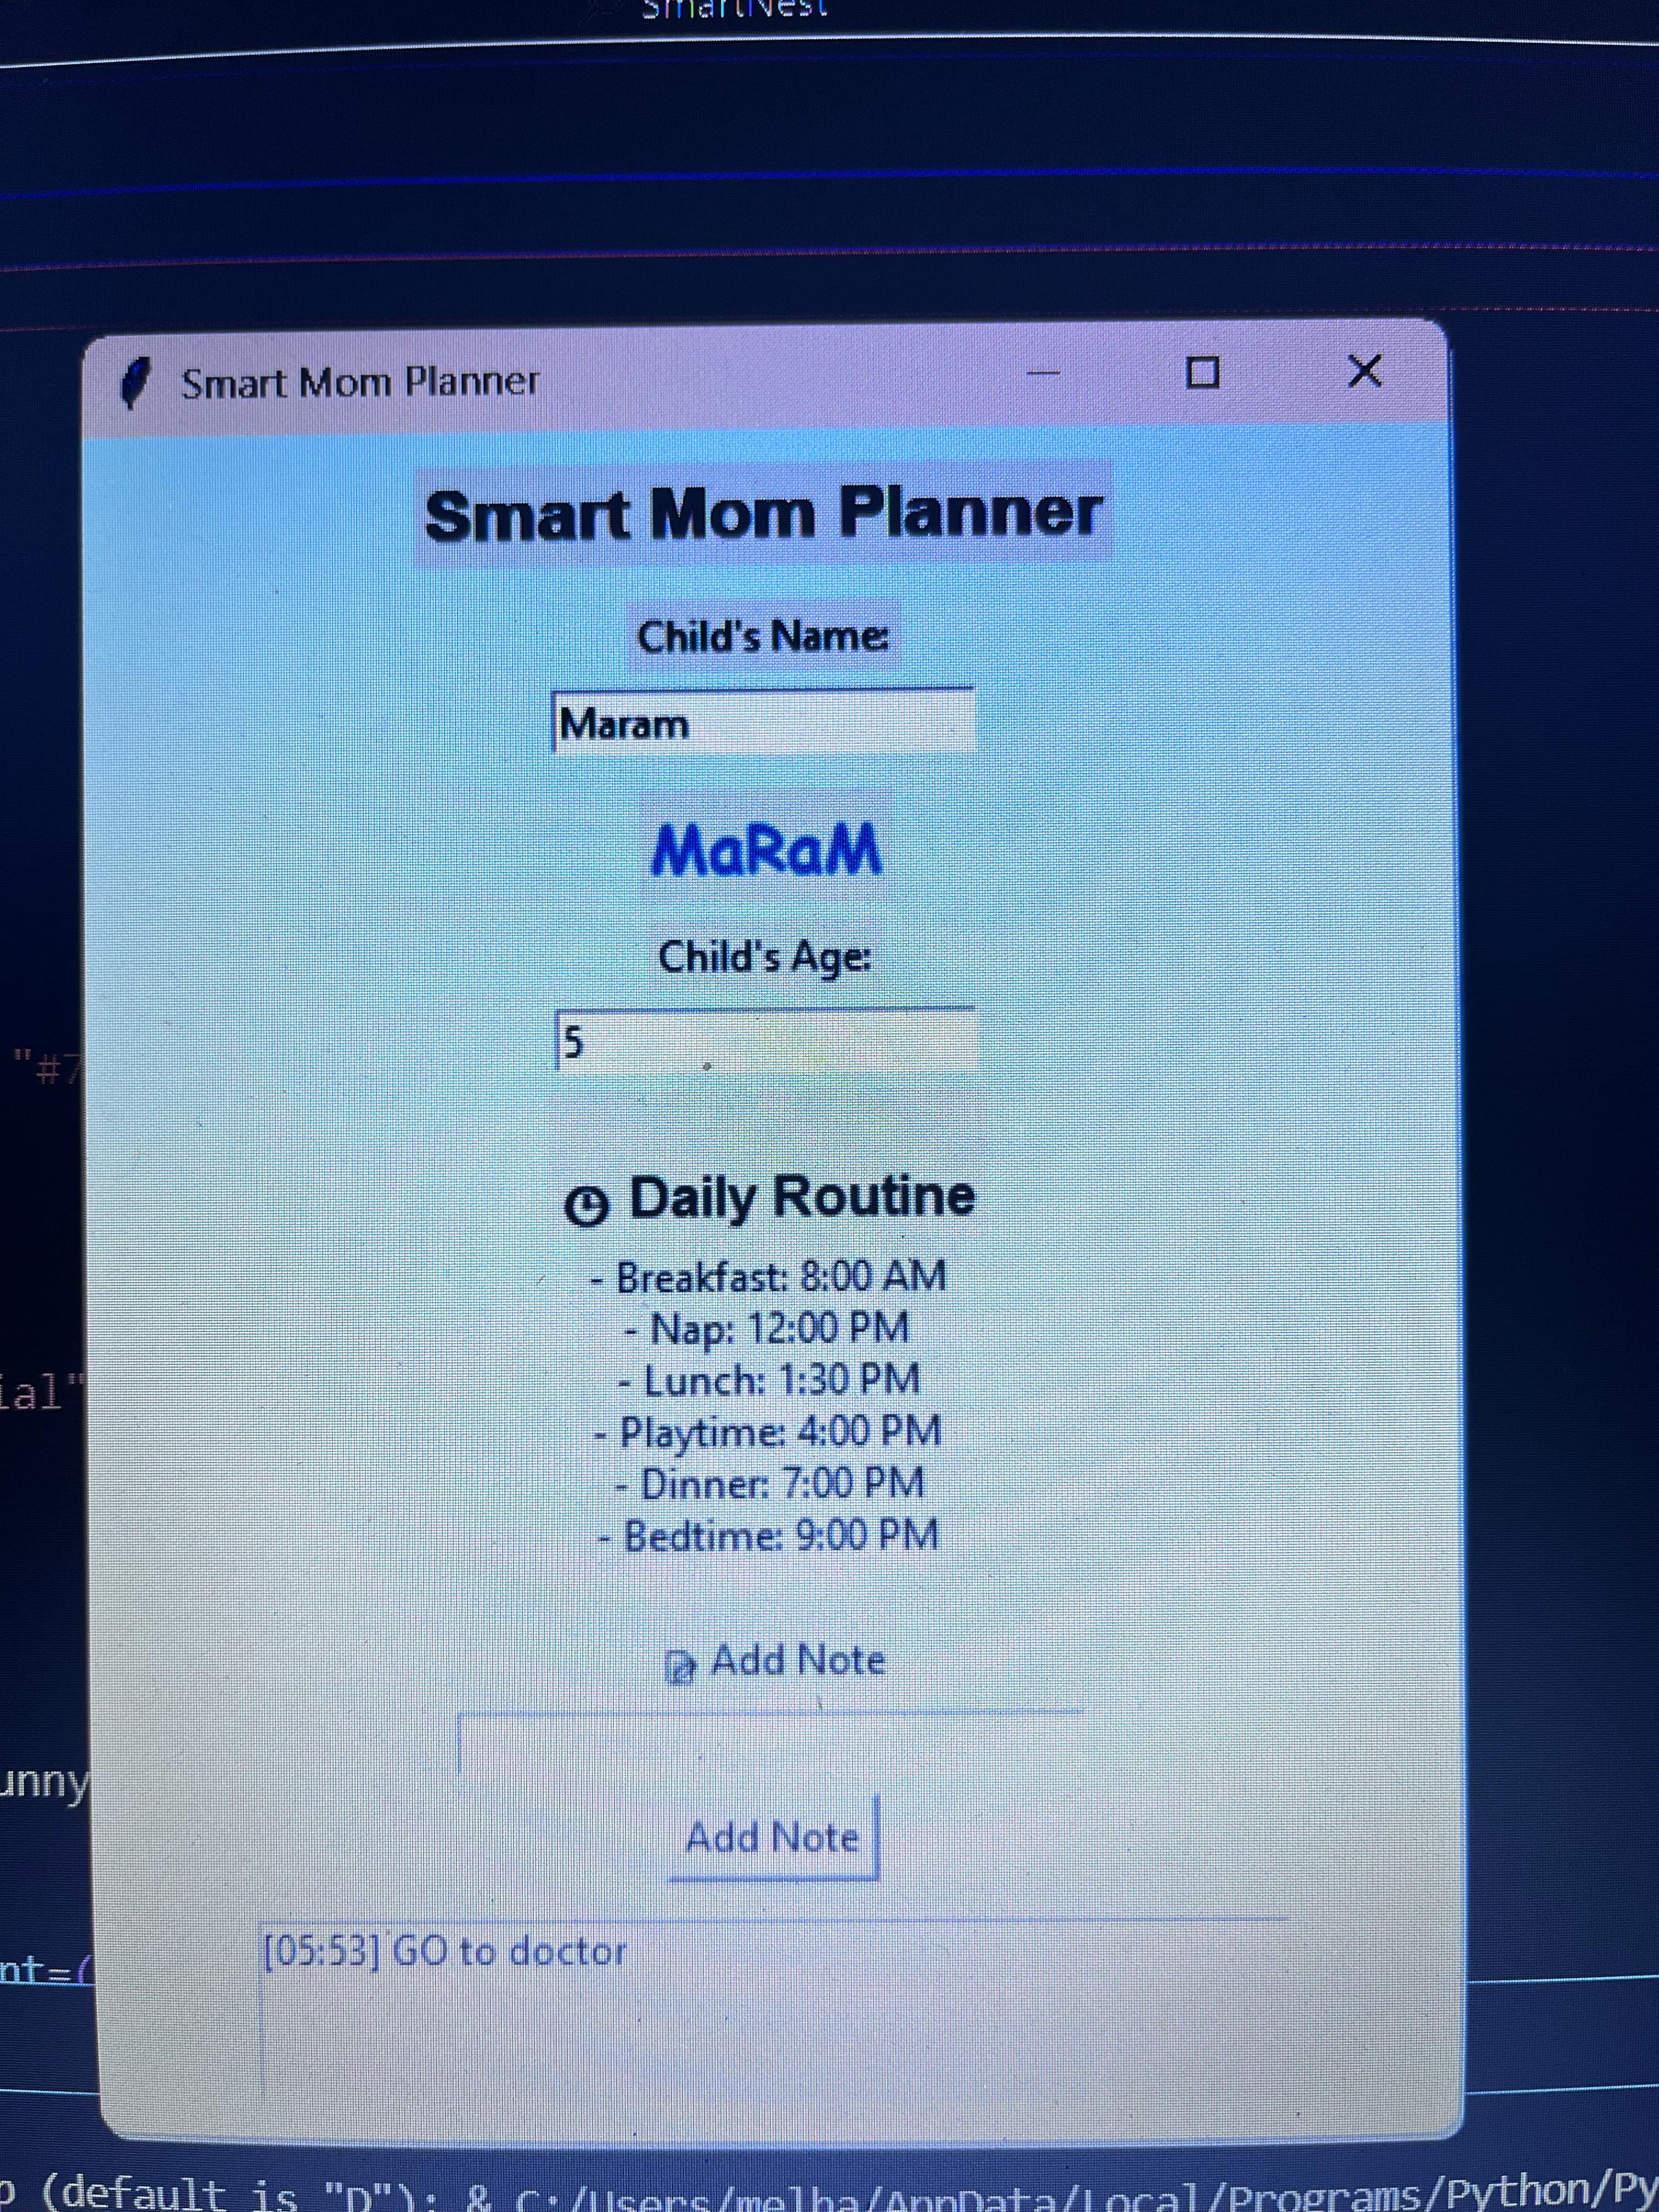 SmartNest
Smart Mom Planner
Smart Mom Planner
Child's Name:
Maram
MaRaM
Child's Age:
5
"#7
Daily Routine
- Breakfast: 8:00 AM
- Nap: 12:00 PM
ial"
- Lunch: 1:30 PM
- Playtime: 4:00 PM
- Dinner: 7:00 PM
- Bedtime: 9:00 PM
Add Note
unny
Add Note
nt=(
[05:53] GO to doctor
(default is "D"): & C:/Users/melha/AppData/Local/Programs/Python/Py